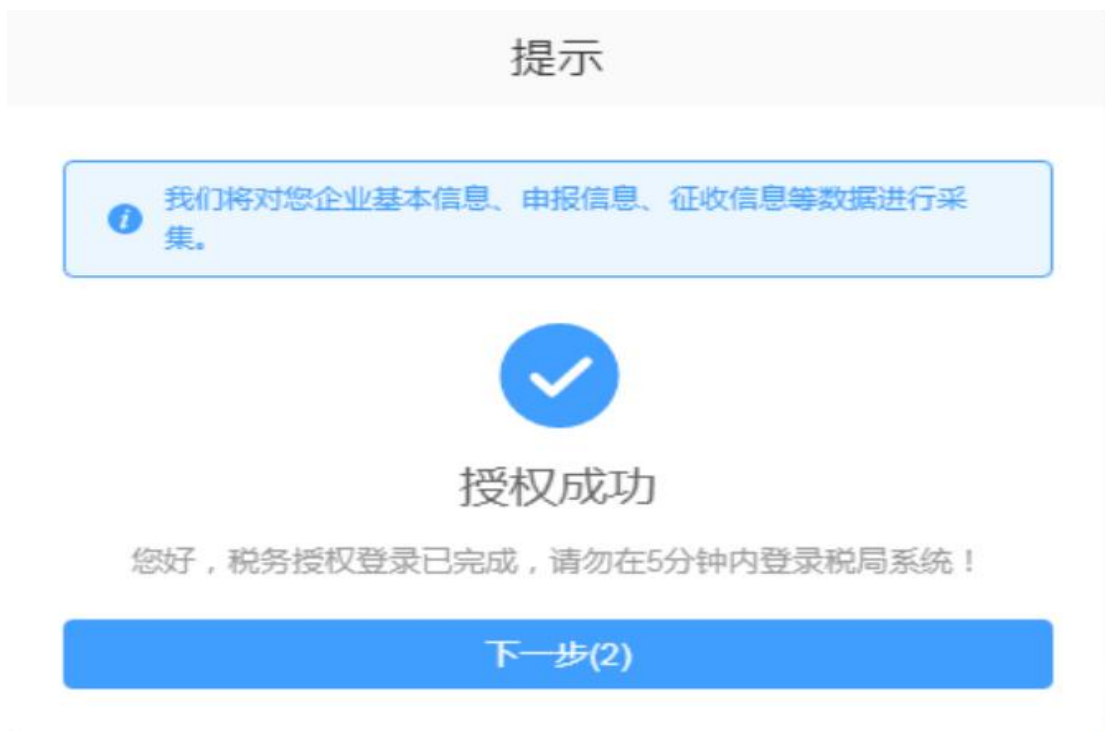 提示
我们将对您企业基本信息、申报信息、征收信息等数据进行采
集。
授权成功
您好，税务授权登录已完成，请勿在5分钟内登录税局系统！
下一步(2)